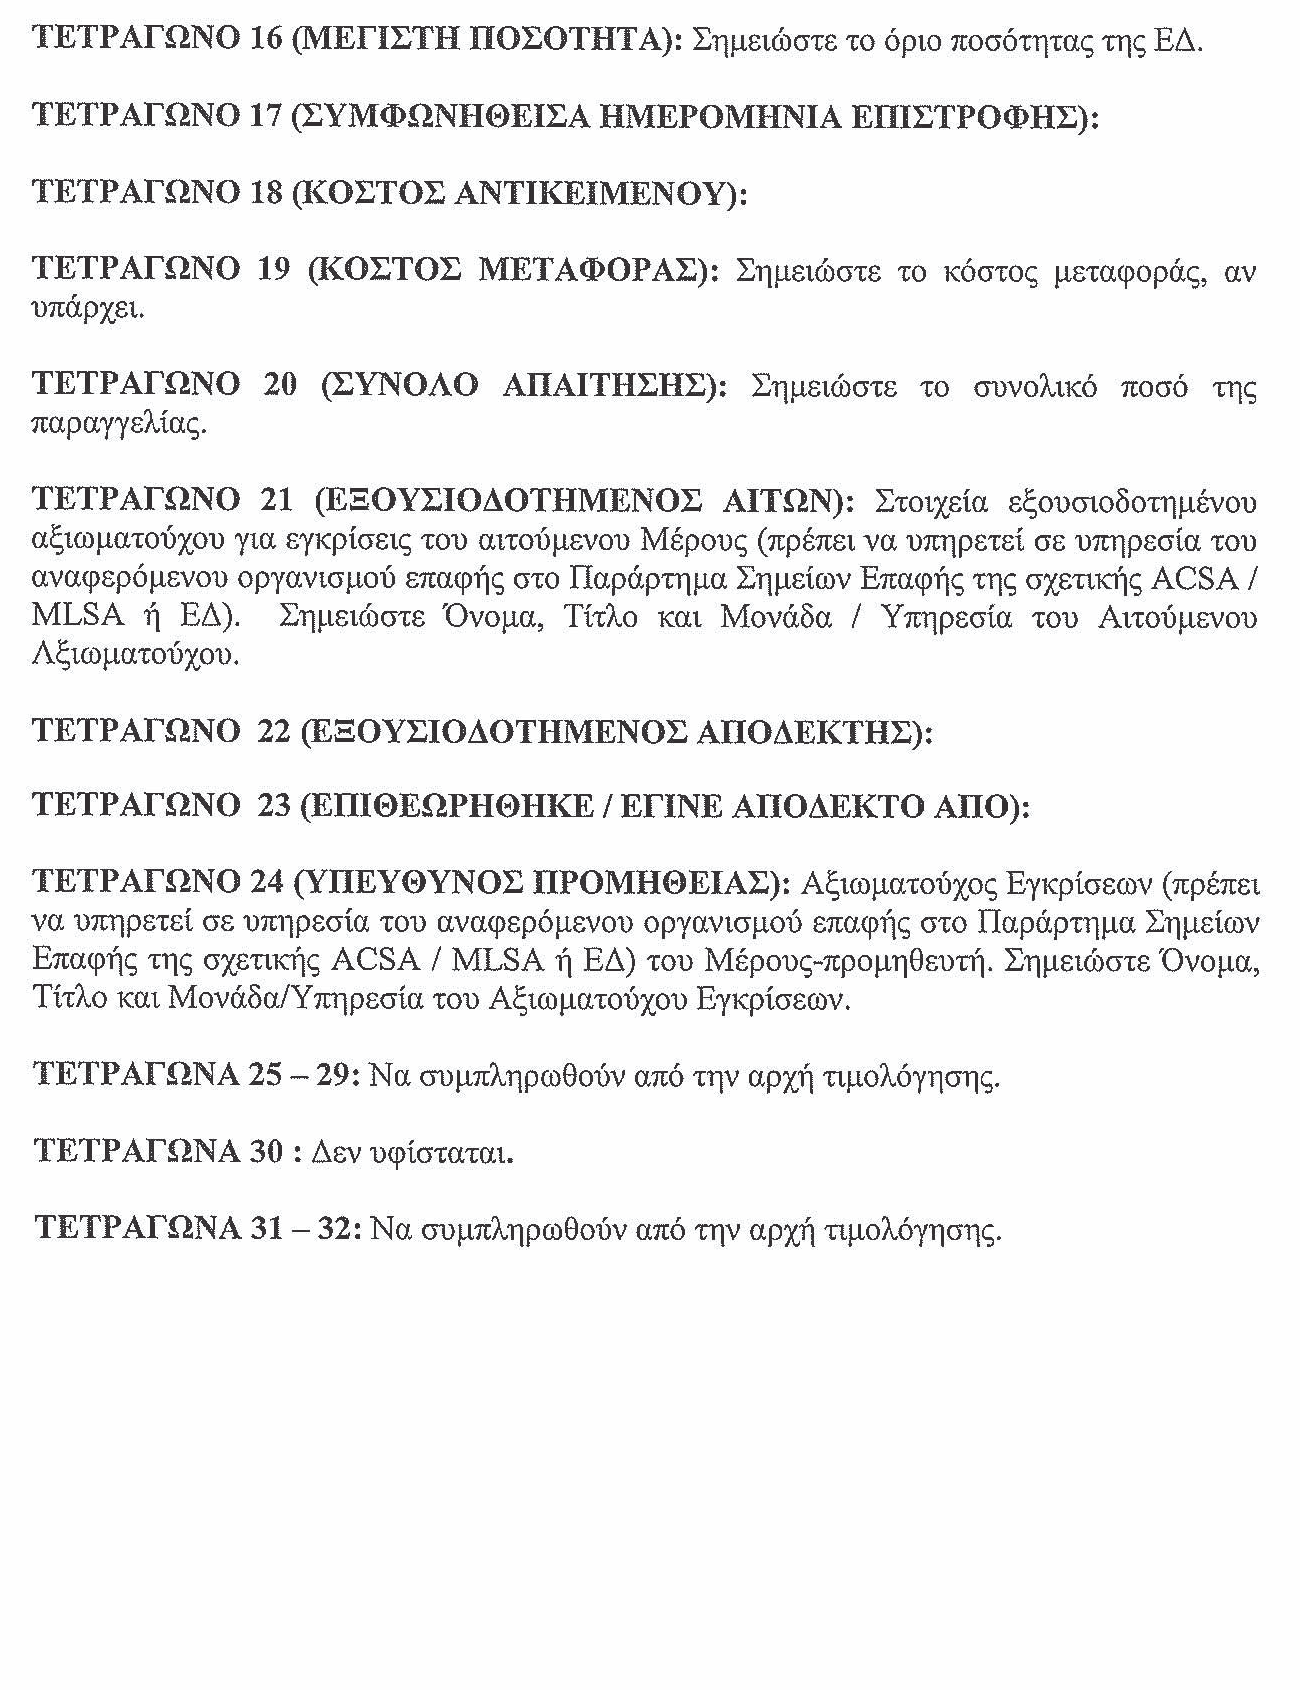 ΤΕΤΡΑΓΩΝΟ 16 (ΜΕΓΙΣΤΗ ΠΟΣΟΤΗΤΑ): Σημειώστε το όριο ποσότητας της ΕΔ.
ΤΕΤΡΑΓΩΝΟ 17 (ΣΥΜΦΩΝΗΘΕΙΣΑ ΗΜΕΡΟΜΗΝΙΑ ΕΠΙΣΤΡΟΦΗΣ):
ΤΕΤΡΑΓΩΝΟ 18 (ΚΟΣΤΟΣ ΑΝΤΙΚΕΙΜΕΝΟΥ):
ΤΕΤΡΑΓΩΝΟ 19 (ΚΟΣΤΟΣ ΜΕΤΑΦΟΡΑΣ): Σημειώστε το κόστος μεταφοράς, αν
υπάρχει.
ΤΕΤΡΑΓΩΝΟ 20 (ΣΥΝΟΛΟ ΑΠΑΙΤΗΣΗΣ): Σημειώστε το συνολικό ποσό της
παραγγελίας.
ΤΕΤΡΑΓΩΝΟ 21 (ΕΞΟΥΣΙΟΔΟΤΗΜΕΝΟΣ ΑΙΤΩΝ): Στοιχεία εξουσιοδοτημένου
αξιωματούχου για εγκρίσεις του αιτούμενου Μέρους (πρέπει να υπηρετεί σε υπηρεσία του
αναφερόμενου οργανισμού επαφής στο Παράρτημα Σημείων Επαφής της σχετικής ACSA /
MLSA ή ΕΔ). Σημειώστε Όνομα, Τίτλο και Μονάδα / Υπηρεσία του Αιτούμενου
Αξιωματούχου.
ΤΕΤΡΑΓΩΝΟ 22 (ΕΞΟΥΣΙΟΔΟΤΗΜΕΝΟΣ ΑΠΟΔΕΚΤΗΣ):
ΤΕΤΡΑΓΩΝΟ 23 (ΕΠΙΘΕΩΡΗΘΗΚΕ / ΕΓΙΝΕ ΑΠΟΔΕΚΤΟ ΑΠΟ):
ΤΕΤΡΑΓΩΝΟ 24 (ΥΠΕΥΘΥΝΟΣ ΠΡΟΜΗΘΕΙΑΣ): Αξιωματούχος Εγκρίσεων (πρέπει
να υπηρετεί σε υπηρεσία του αναφερόμενου οργανισμού επαφής στο Παράρτημα Σημείων
Επαφής της σχετικής ACSA / MLSA ή ΕΔ) του Μέρους-προμηθευτή. Σημειώστε Όνομα,
Τίτλο και Μονάδα/Υπηρεσία του Αξιωματούχου Εγκρίσεων.
ΤΕΤΡΑΓΩΝΑ 25 – 29: Να συμπληρωθούν από την αρχή τιμολόγησης.
ΤΕΤΡΑΓΩΝΑ 30 : Δεν υφίσταται.
ΤΕΤΡΑΓΩΝΑ 31 – 32: Να συμπληρωθούν από την αρχή τιμολόγησης.